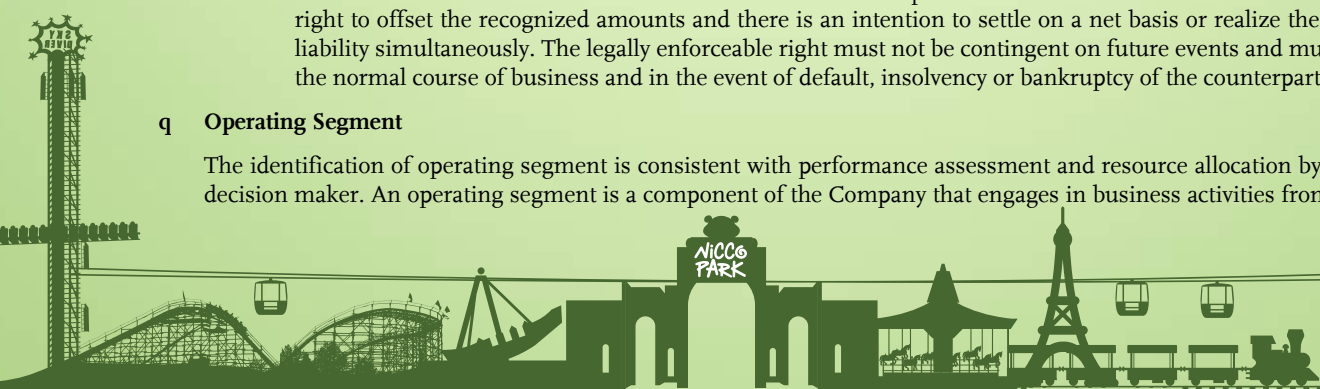 right to offset the recognized amounts and there is an intention to settle on a net basis or realize the
liability simultaneously. The legally enforceable right must not be contingent on future events and mu
the normal course of business and in the event of default, insolvency or bankruptcy of the counterpart
q Operating Segment
The identification of operating segment is consistent with performance assessment and resource allocation by
decision maker. An operating segment is a component of the Company that engages in business activities from
SKY
DIVER
NICCO
PARK